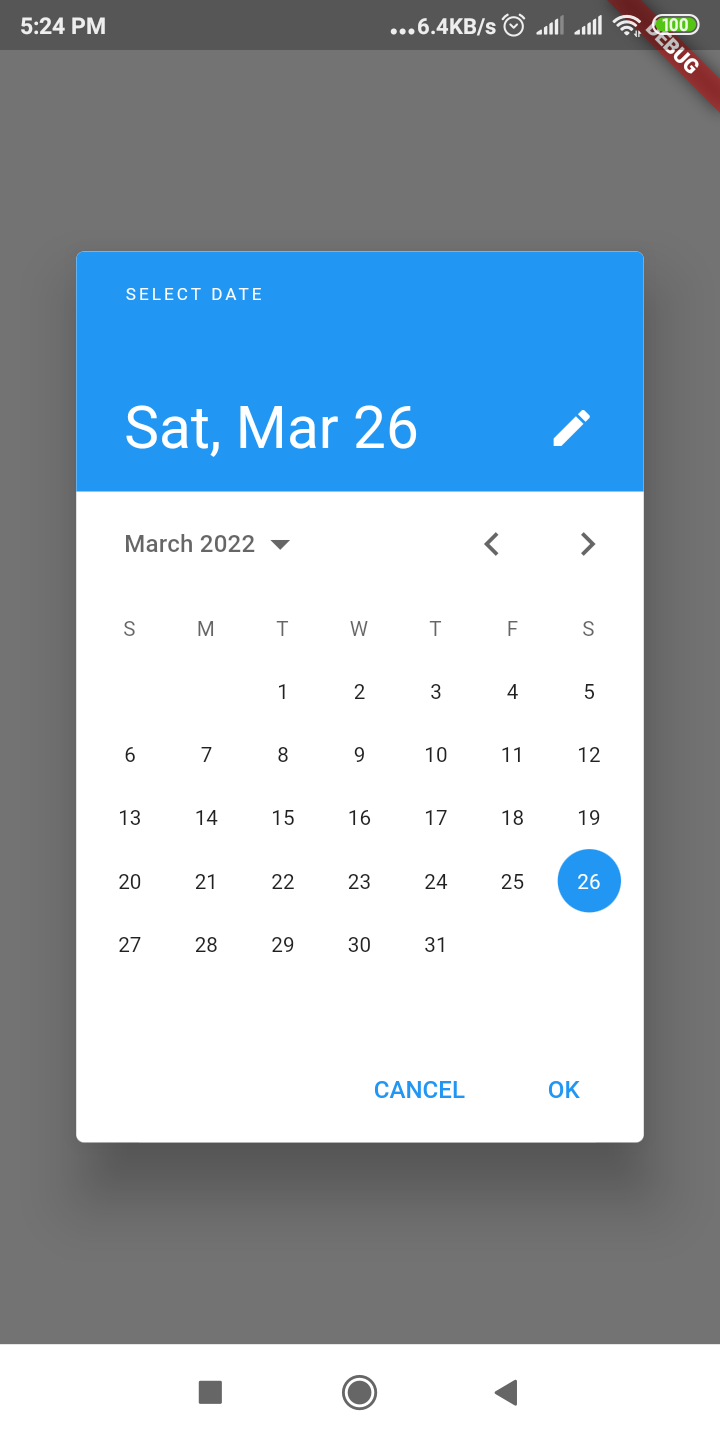 5:24 PM ...6.4KB/s 100
DEBUG
SELECT DATE
Sat, Mar 26
March 2022
S M T W T F S
1 2 3 4 5
6 7 8 9 10 11 12
13 14 15 16 17 18 19
20 21 22 23 24 25 26
27 28 29 30 31
CANCEL OK